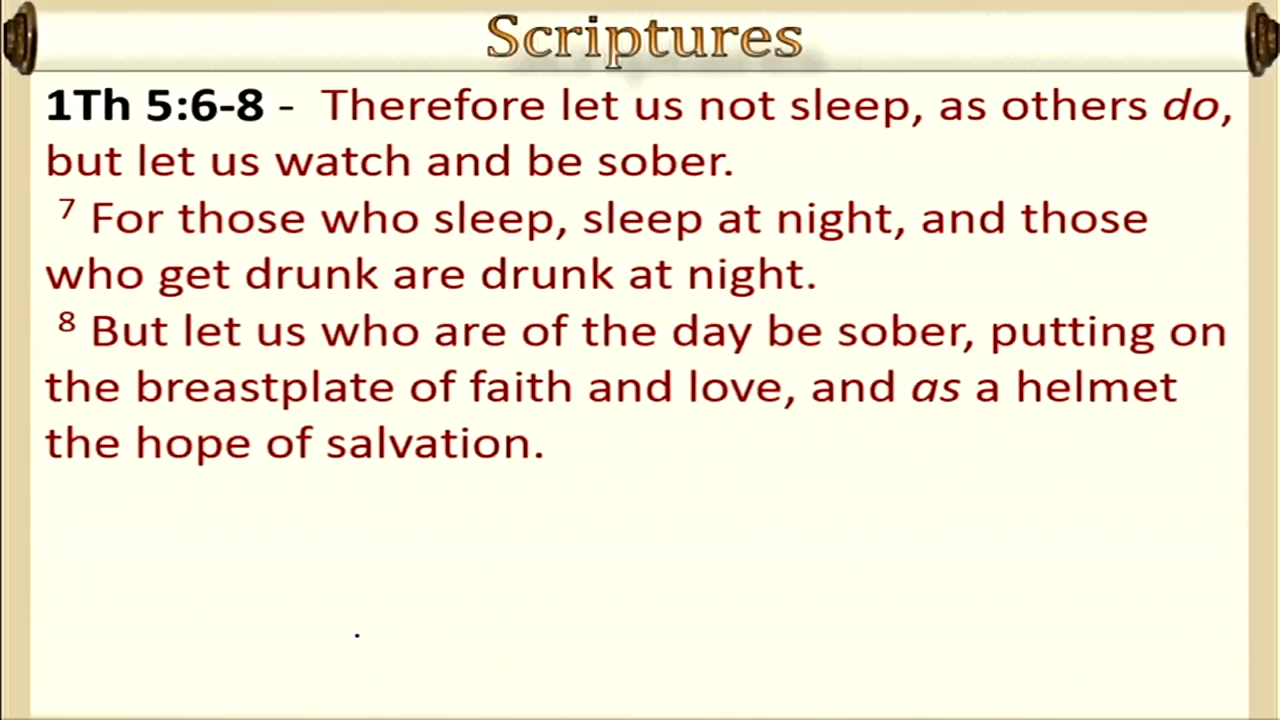 Scriptures
1Th 5:6-8 - Therefore let us not sleep, as others do,
but let us watch and be sober.
7 For those who sleep, sleep at night, and those
who get drunk are drunk at night.
8 But let us who are of the day be sober, putting on
the breastplate of faith and love, and as a helmet
the hope of salvation.
.